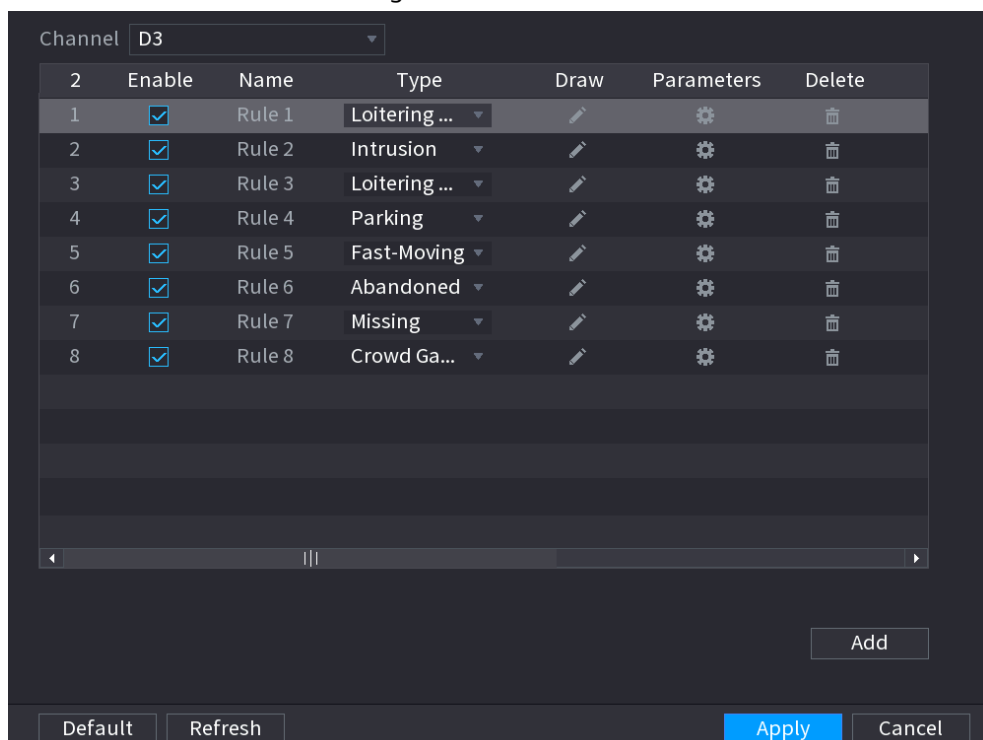 Channel D3
2 Enable Name Type Draw Parameters Delete
1 Rule 1 Loitering ...
2 Rule 2 Intrusion
3 Rule 3 Loitering ...
4 Rule 4 Parking
5 Rule 5 Fast-Moving
6 Rule 6 Abandoned
7 Rule 7 Missing
8 Rule 8 Crowd Ga...
Add
Default Refresh Apply Cancel